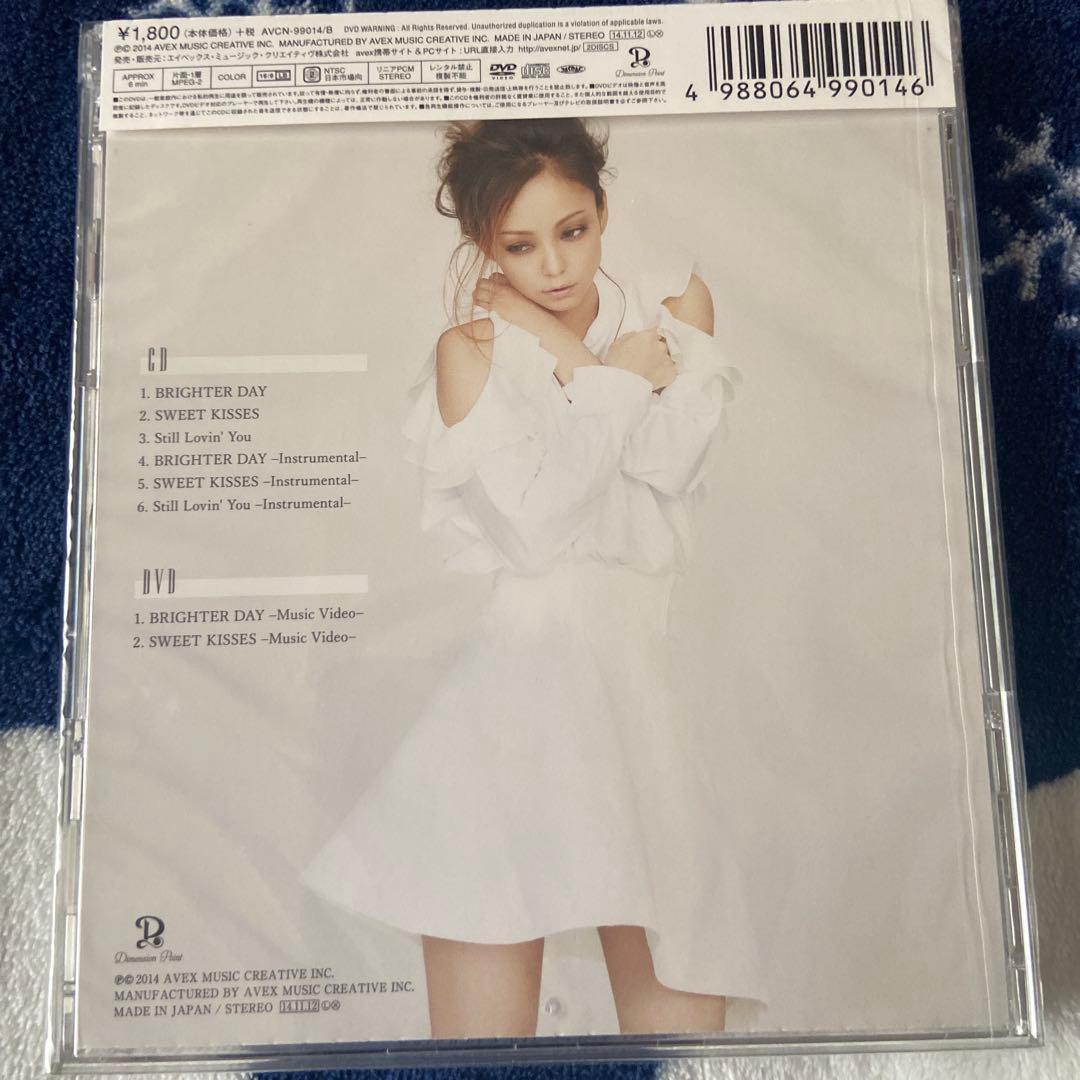 ¥1,800 (本体価格) +税 AVCN-99014/B DVD WARNING : All Rights Reserved. Unauthorized duplication is a violation of applicable laws.
℗© 2014 AVEX MUSIC CREATIVE INC. MANUFACTURED BY AVEX MUSIC CREATIVE INC. MADE IN JAPAN / STEREO 14.11.12 ⓁⓍ
発売・販売元：エイベックス・ミュージック・クリエイティヴ株式会社 avex携帯サイト&PCサイト：URL直接入力 http://avexnet.jp/ 2DISCS
APPROX 6 min
片面・1層 MPEG-2
COLOR
16:9 LB
2 NTSC 日本市場向
リニアPCM STEREO
レンタル禁止 複製不能
DVD VIDEO
Dimension Point
4 988064 990146
CD
1. BRIGHTER DAY
2. SWEET KISSES
3. Still Lovin' You
4. BRIGHTER DAY –Instrumental–
5. SWEET KISSES –Instrumental–
6. Still Lovin' You –Instrumental–
DVD
1. BRIGHTER DAY –Music Video–
2. SWEET KISSES –Music Video–
Dimension Point
℗© 2014 AVEX MUSIC CREATIVE INC.
MANUFACTURED BY AVEX MUSIC CREATIVE INC.
MADE IN JAPAN / STEREO 14.11.12 ⓁⓍ